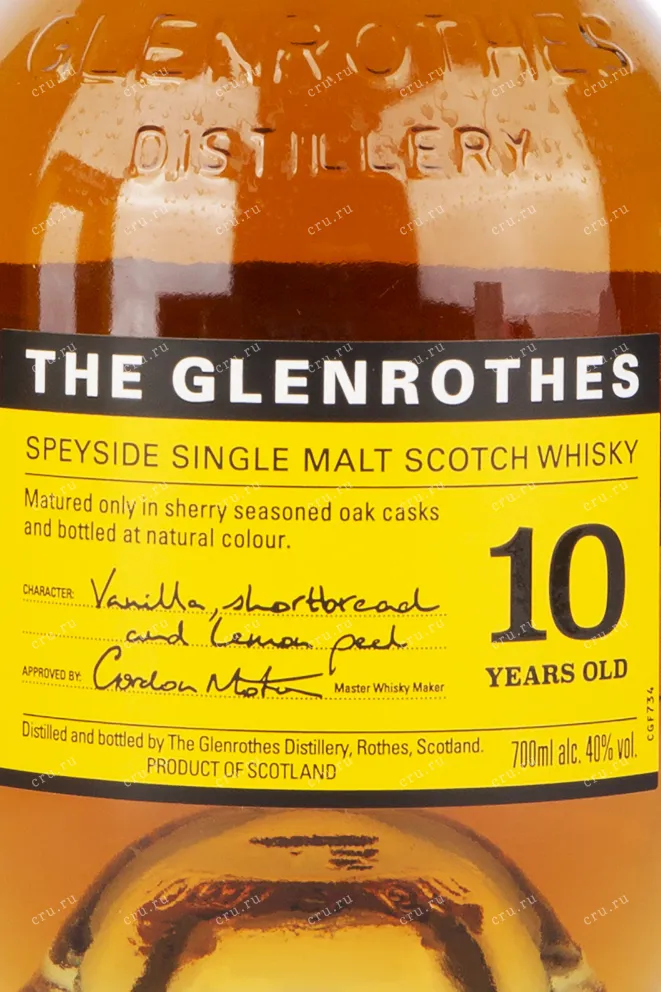 GLENROTHES
DISTILLERY
THE GLENROTHES
SPEYSIDE SINGLE MALT SCOTCH WHISKY
Matured only in sherry seasoned oak casks
and bottled at natural colour.
CHARACTER: Vanilla, shortbread
and lemon peel
APPROVED BY: Gordon Motion Master Whisky Maker
10
YEARS OLD
Distilled and bottled by The Glenrothes Distillery, Rothes, Scotland.
PRODUCT OF SCOTLAND
700ml alc. 40% vol.
CGF734
cru.ru